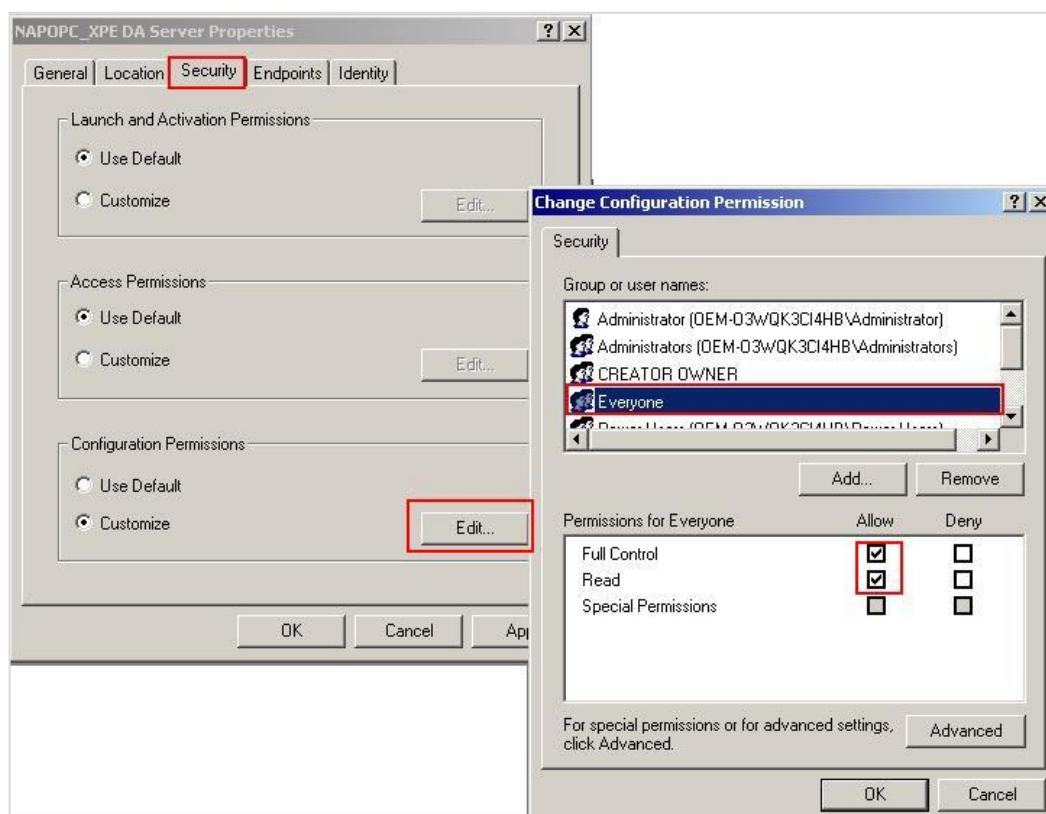 NAPOPC_XPE DA Server Properties
General Location Security Endpoints Identity
Launch and Activation Permissions
Use Default
Customize
Edit...
Access Permissions
Use Default
Customize
Edit...
Configuration Permissions
Use Default
Customize
Edit...
OK Cancel
Change Configuration Permission
Security
Group or user names:
Administrator (OEM-O3WQK3CI4HB\Administrator)
Administrators (OEM-O3WQK3CI4HB\Administrators)
CREATOR OWNER
Everyone
Add... Remove
Permissions for Everyone Allow Deny
Full Control
Read
Special Permissions
For special permissions or for advanced settings,
click Advanced.
Advanced
OK Cancel